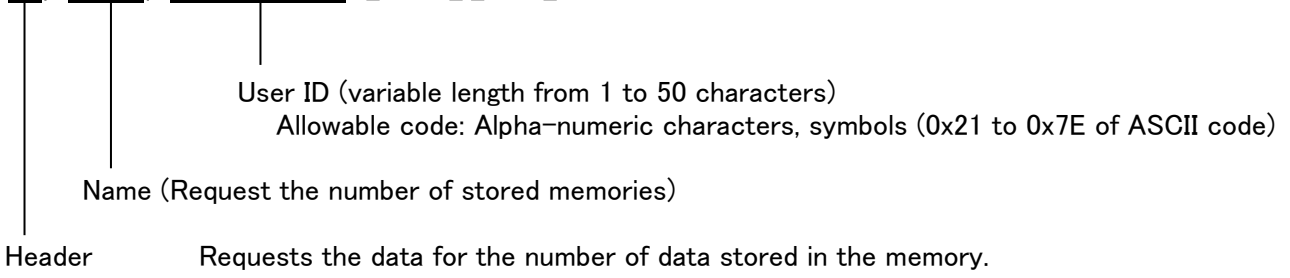 User ID (variable length from 1 to 50 characters)
Allowable code: Alpha-numeric characters, symbols (0x21 to 0x7E of ASCII code)
Name (Request the number of stored memories)
Header Requests the data for the number of data stored in the memory.